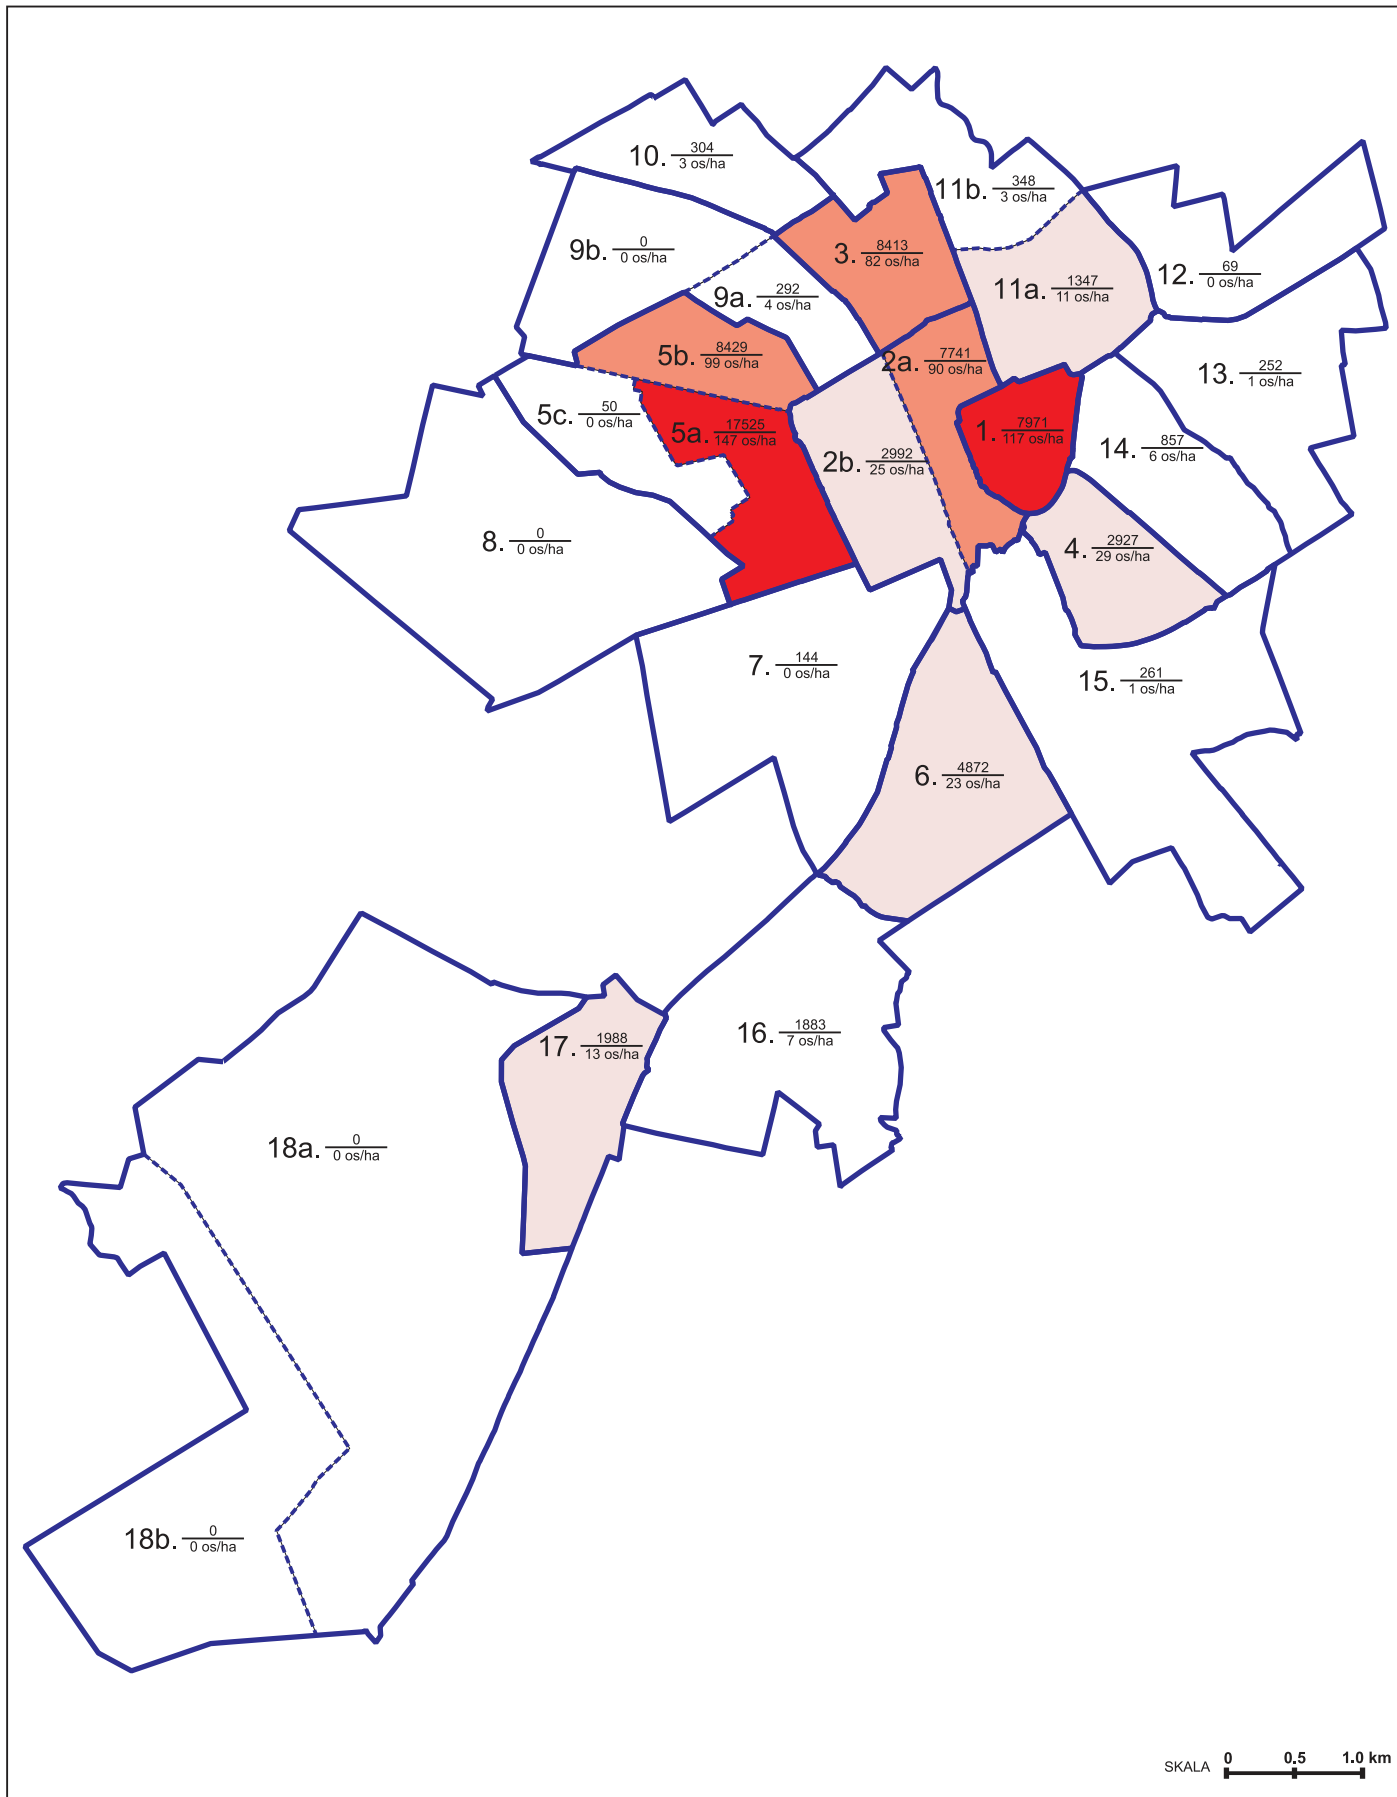 10. 304
3 os/ha
11b. 348
3 os/ha
9b. 0
0 os/ha
3. 8413
82 os/ha
12. 69
0 os/ha
11a. 1347
11 os/ha
9a. 292
4 os/ha
5b. 8429
99 os/ha
2a. 7741
90 os/ha
13. 252
1 os/ha
5c. 50
0 os/ha
5a. 17525
147 os/ha
1. 7971
117 os/ha
14. 857
6 os/ha
2b. 2992
25 os/ha
8. 0
0 os/ha
4. 2927
29 os/ha
7. 144
0 os/ha
15. 261
1 os/ha
6. 4872
23 os/ha
16. 1883
7 os/ha
17. 1988
13 os/ha
18a. 0
0 os/ha
18b. 0
0 os/ha
SKALA 0 0.5 1.0 km